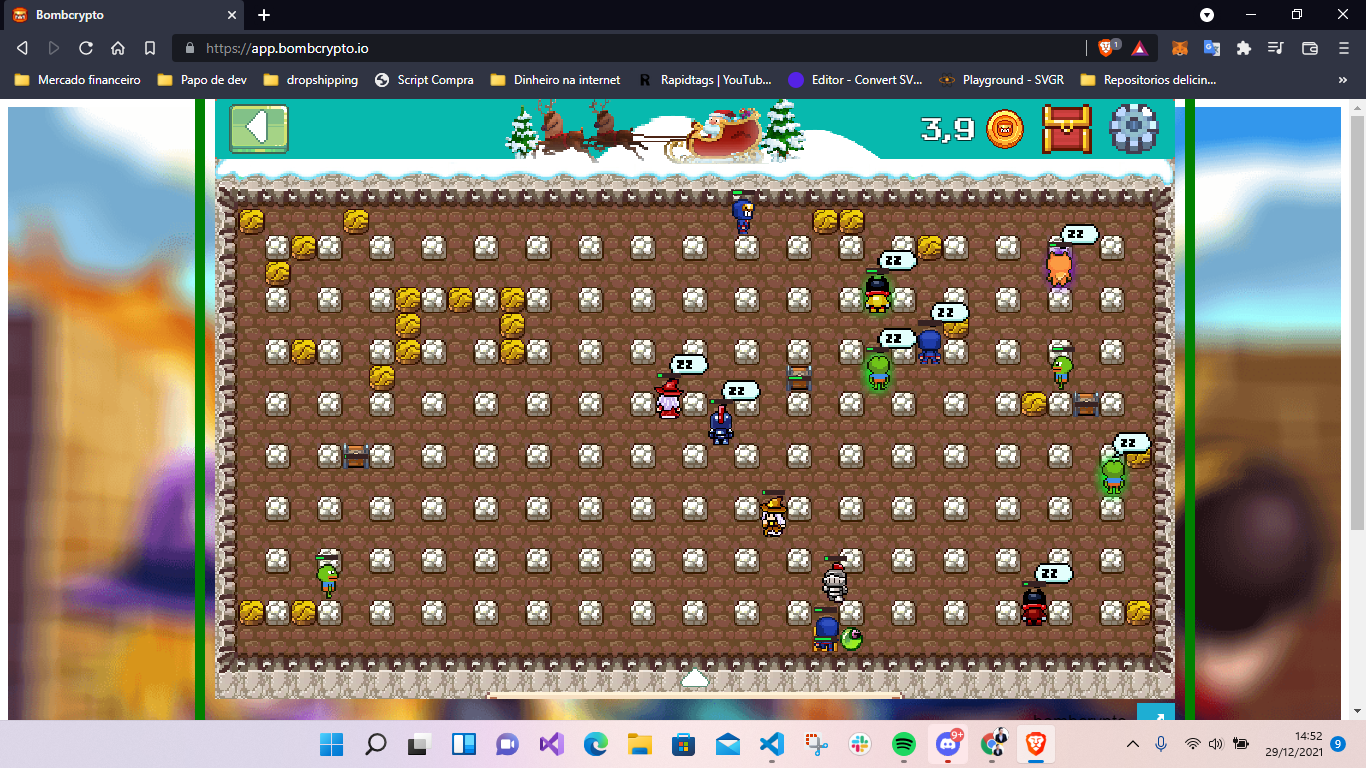 Bombcrypto
https://app.bombcrypto.io
1
Mercado financeiro
Papo de dev
dropshipping
Script Compra
Dinheiro na internet
R Rapidtags | YouTub...
Editor - Convert SV...
Playground - SVGR
Repositorios delicin...
»
3,9
zz
zz
zz
zz
zz
zz
zz
zz
bombcrypto
9+
14:52
29/12/2021
9